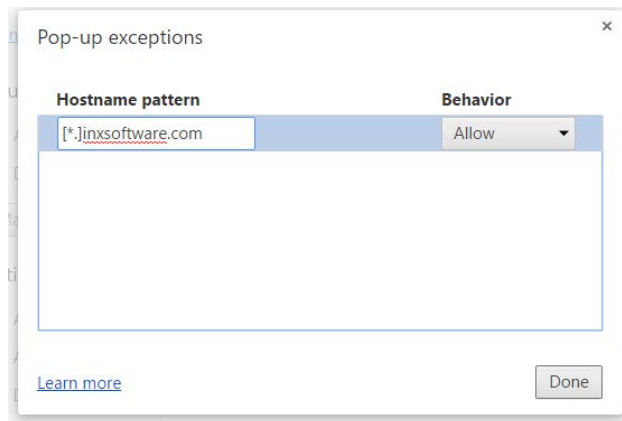 Pop-up exceptions
×
Hostname pattern Behavior
[*.]inxsoftware.com Allow
Learn more Done